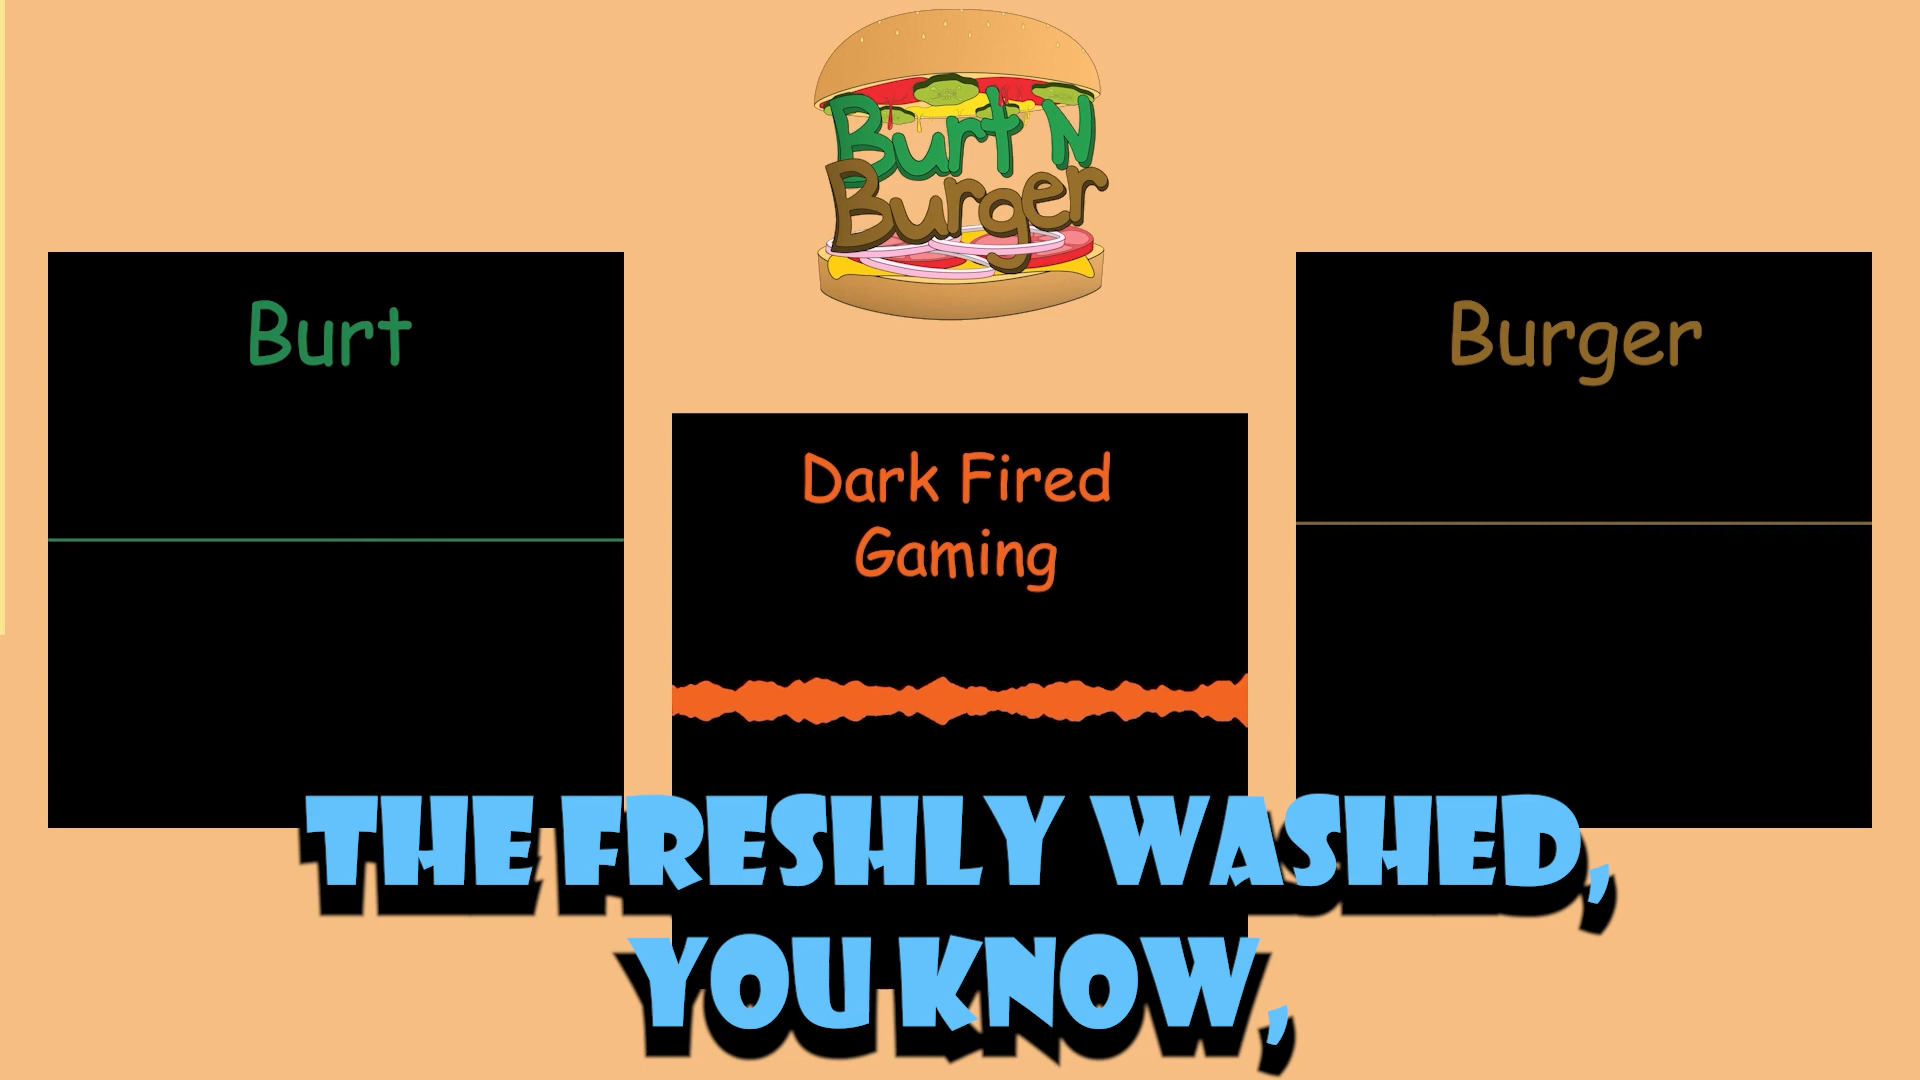 Burt N
Burger
Burt
Burger
Dark Fired
Gaming
THE FRESHLY WASHED,
YOU KNOW,